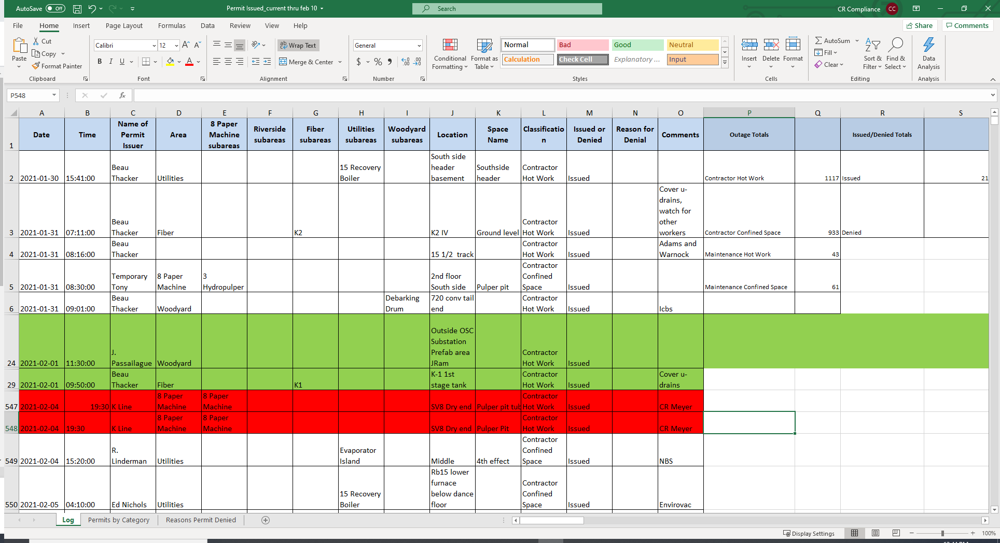 AutoSave Off Permit Issued_current thru feb 10 Search CR Compliance CC
File Home Insert Page Layout Formulas Data Review View Help Share Comments
Paste Cut Copy Format Painter Clipboard
Calibri 12 A A B I U A Font
Wrap Text Merge & Center Alignment
General $ % 9 Number
Conditional Formatting Format as Table
Normal Bad Good Neutral
Calculation Check Cell Explanatory ... Input
Styles
Insert Delete Format Cells
AutoSum Fill Clear Sort & Filter Find & Select Editing
Data Analysis Analysis
P548 fx
A B C D E F G H I J K L M N O P Q R S
1 Date Time Name of Permit Issuer Area 8 Paper Machine subareas Riverside subareas Fiber subareas Utilities subareas Woodyard subareas Location Space Name Classification Issued or Denied Reason for Denial Comments Outage Totals Issued/Denied Totals
2 2021-01-30 15:41:00 Beau Thacker Utilities 15 Recovery Boiler South side header basement Southside header Contractor Hot Work Issued Contractor Hot Work 1117 Issued 21
3 2021-01-31 07:11:00 Beau Thacker Fiber K2 K2 IV Ground level Contractor Hot Work Issued Cover u-drains, watch for other workers Contractor Confined Space 933 Denied
4 2021-01-31 08:16:00 Beau Thacker 15 1/2 track Contractor Hot Work Issued Adams and Warnock Maintenance Hot Work 43
5 2021-01-31 08:30:00 Temporary Tony 8 Paper Machine 3 Hydropulper 2nd floor South side Pulper pit Contractor Confined Space Issued Maintenance Confined Space 61
6 2021-01-31 09:01:00 Beau Thacker Woodyard Debarking Drum 720 conv tail end Contractor Hot Work Issued Icbs
24 2021-02-01 11:30:00 J. Passailague Woodyard Outside OSC Substation Prefab area JRam Contractor Hot Work Issued
29 2021-02-01 09:50:00 Beau Thacker Fiber K1 K-1 1st stage tank Contractor Hot Work Issued Cover u-drains
547 2021-02-04 19:30 K Line 8 Paper Machine 8 Paper Machine SV8 Dry end Pulper pit tub Contractor Hot Work Issued CR Meyer
548 2021-02-04 19:30 K Line 8 Paper Machine 8 Paper Machine SV8 Dry end Pulper Pit Contractor Hot Work Issued CR Meyer
549 2021-02-04 15:20:00 R. Linderman Utilities Evaporator Island Middle 4th effect Contractor Confined Space Issued NBS
550 2021-02-05 04:10:00 Ed Nichols Utilities 15 Recovery Boiler Rb15 lower furnace below dance floor Contractor Confined Space Issued Envirovac
Log Permits by Category Reasons Permit Denied
Display Settings 100%